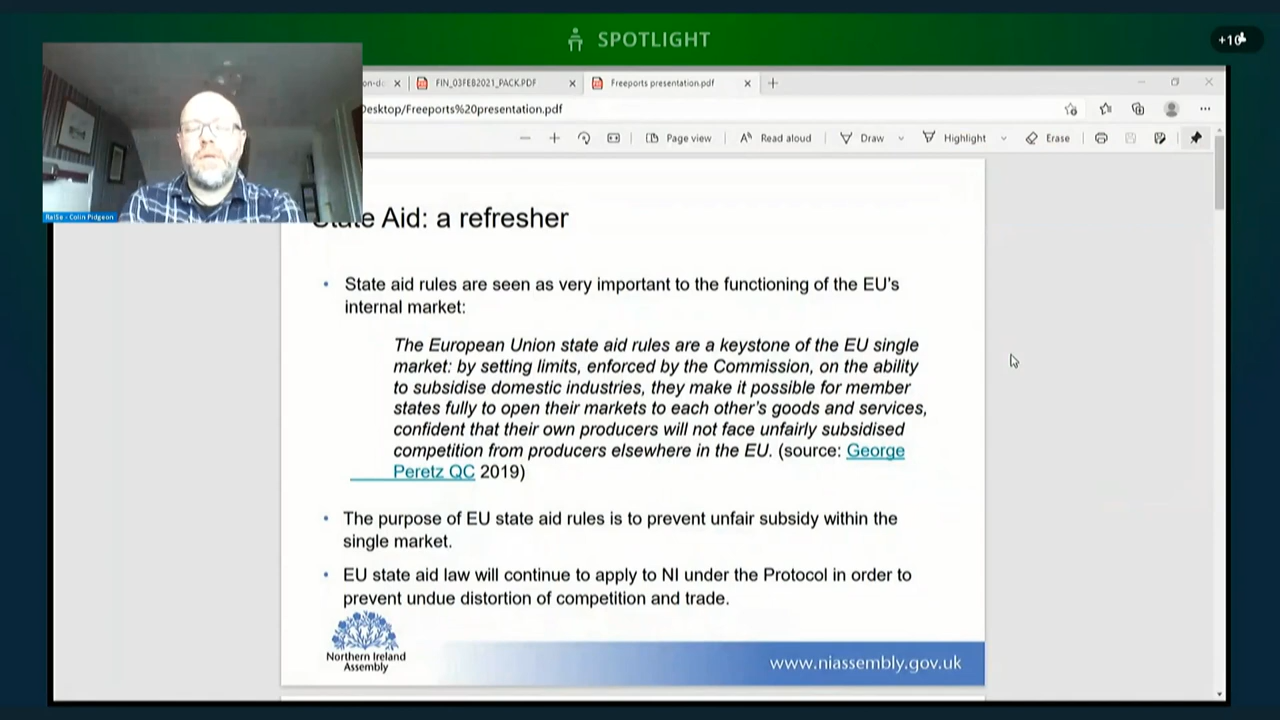 SPOTLIGHT
+10
FIN_03FEB2021_PACK.PDF
Freeports presentation.pdf
Desktop/Freeports%20presentation.pdf
Page view
Read aloud
Draw
Highlight
Erase
RaISe - Colin Pidgeon
State Aid: a refresher
• State aid rules are seen as very important to the functioning of the EU's
internal market:
The European Union state aid rules are a keystone of the EU single
market: by setting limits, enforced by the Commission, on the ability
to subsidise domestic industries, they make it possible for member
states fully to open their markets to each other's goods and services,
confident that their own producers will not face unfairly subsidised
competition from producers elsewhere in the EU. (source: George
Peretz QC 2019)
• The purpose of EU state aid rules is to prevent unfair subsidy within the
single market.
• EU state aid law will continue to apply to NI under the Protocol in order to
prevent undue distortion of competition and trade.
Northern Ireland
Assembly
www.niassembly.gov.uk